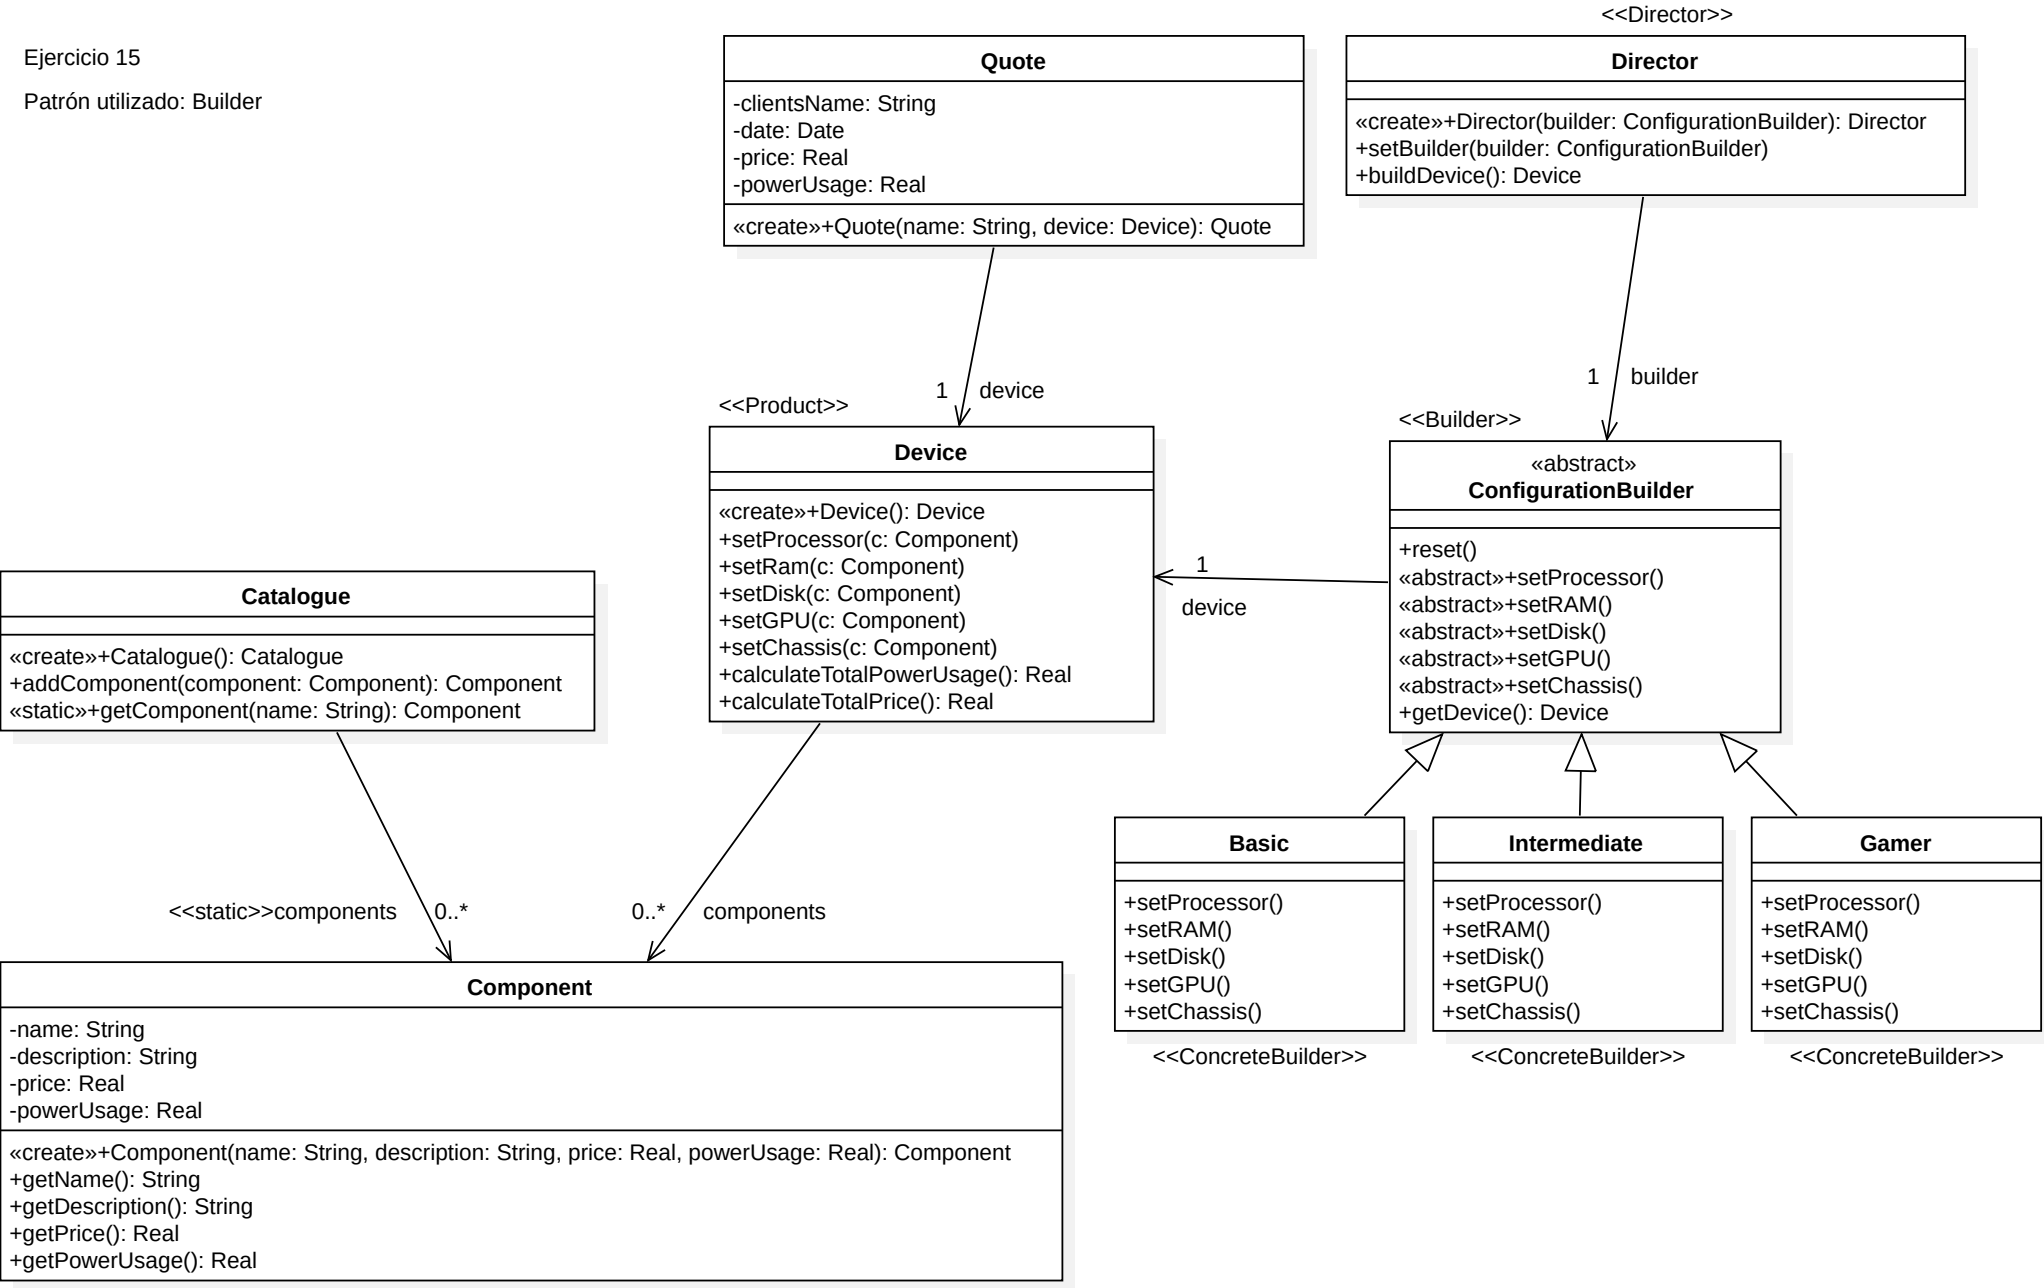 Ejercicio 15
Patrón utilizado: Builder
Quote
-clientsName: String
-date: Date
-price: Real
-powerUsage: Real
«create»+Quote(name: String, device: Device): Quote
<<Director>>
Director
«create»+Director(builder: ConfigurationBuilder): Director
+setBuilder(builder: ConfigurationBuilder)
+buildDevice(): Device
1 device
1 builder
<<Product>>
Device
«create»+Device(): Device
+setProcessor(c: Component)
+setRam(c: Component)
+setDisk(c: Component)
+setGPU(c: Component)
+setChassis(c: Component)
+calculateTotalPowerUsage(): Real
+calculateTotalPrice(): Real
<<Builder>>
«abstract»
ConfigurationBuilder
+reset()
«abstract»+setProcessor()
«abstract»+setRAM()
«abstract»+setDisk()
«abstract»+setGPU()
«abstract»+setChassis()
+getDevice(): Device
1
device
Catalogue
«create»+Catalogue(): Catalogue
+addComponent(component: Component): Component
«static»+getComponent(name: String): Component
<<static>>components 0..*
0..* components
Component
-name: String
-description: String
-price: Real
-powerUsage: Real
«create»+Component(name: String, description: String, price: Real, powerUsage: Real): Component
+getName(): String
+getDescription(): String
+getPrice(): Real
+getPowerUsage(): Real
Basic
+setProcessor()
+setRAM()
+setDisk()
+setGPU()
+setChassis()
<<ConcreteBuilder>>
Intermediate
+setProcessor()
+setRAM()
+setDisk()
+setGPU()
+setChassis()
<<ConcreteBuilder>>
Gamer
+setProcessor()
+setRAM()
+setDisk()
+setGPU()
+setChassis()
<<ConcreteBuilder>>